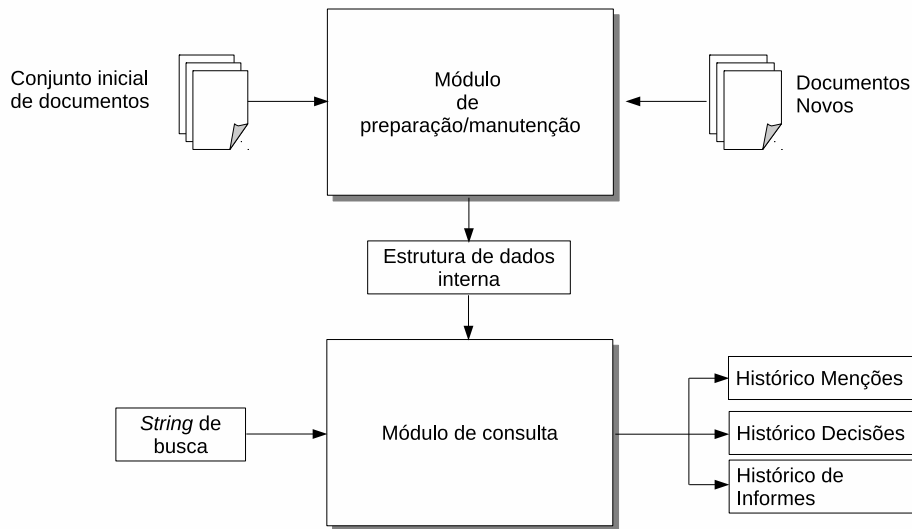 Conjunto inicial
de documentos
Módulo
de
preparação/manutenção
Documentos
Novos
Estrutura de dados
interna
String de
busca
Módulo de consulta
Histórico Menções
Histórico Decisões
Histórico de
Informes